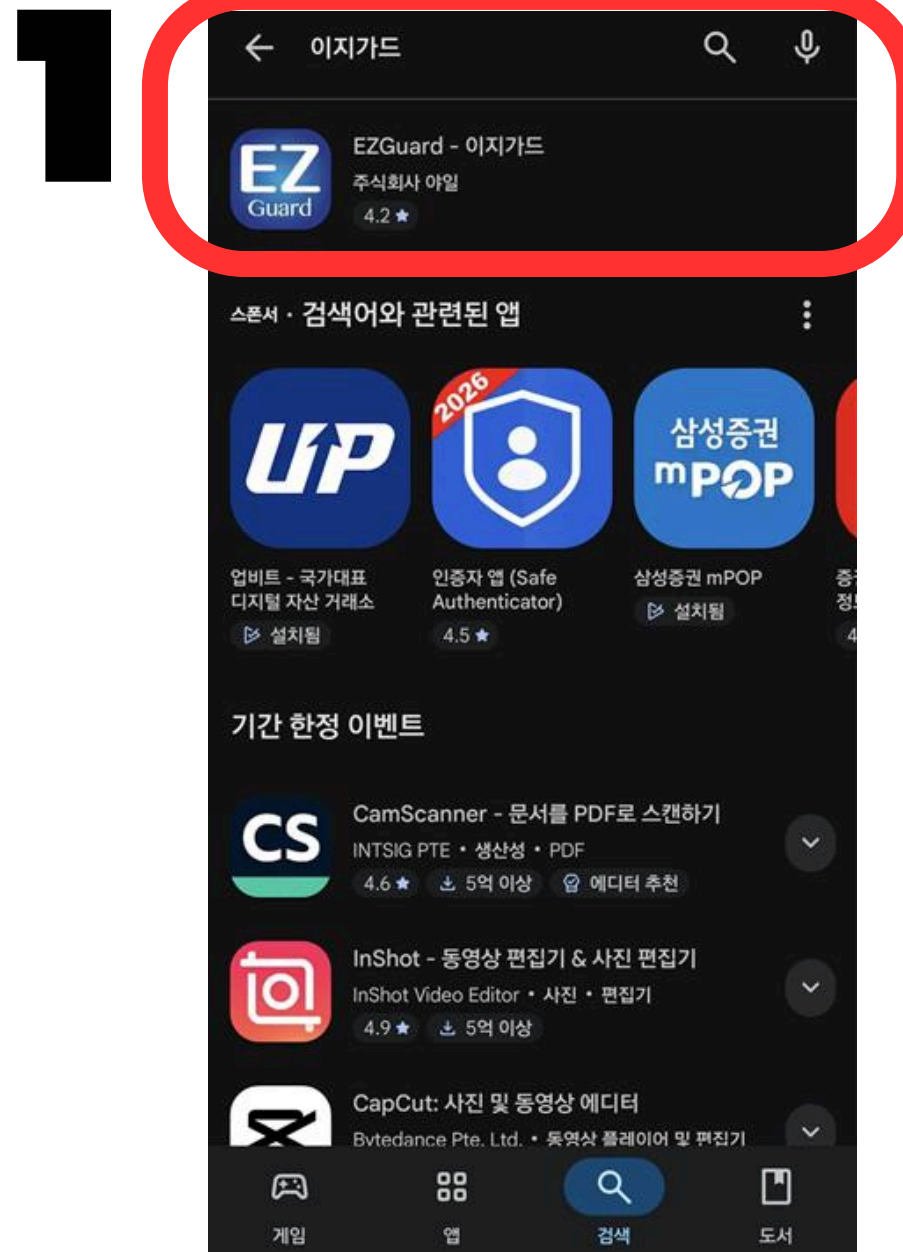 1
이지가드
EZ
Guard
EZGuard - 이지가드
주식회사 야일
4.2 ★
스폰서 · 검색어와 관련된 앱
UP
2026
삼성증권
mPOP
업비트 - 국가대표
디지털 자산 거래소
설치됨
인증자 앱 (Safe
Authenticator)
4.5 ★
삼성증권 mPOP
설치됨
4
기간 한정 이벤트
CS
CamScanner - 문서를 PDF로 스캔하기
INTSIG PTE • 생산성 • PDF
4.6 ★ 5억 이상 에디터 추천
InShot - 동영상 편집기 & 사진 편집기
InShot Video Editor • 사진 • 편집기
4.9 ★ 5억 이상
CapCut: 사진 및 동영상 에디터
Bytedance Pte. Ltd. • 동영상 플레이어 및 편집기
게임 앱 검색 도서